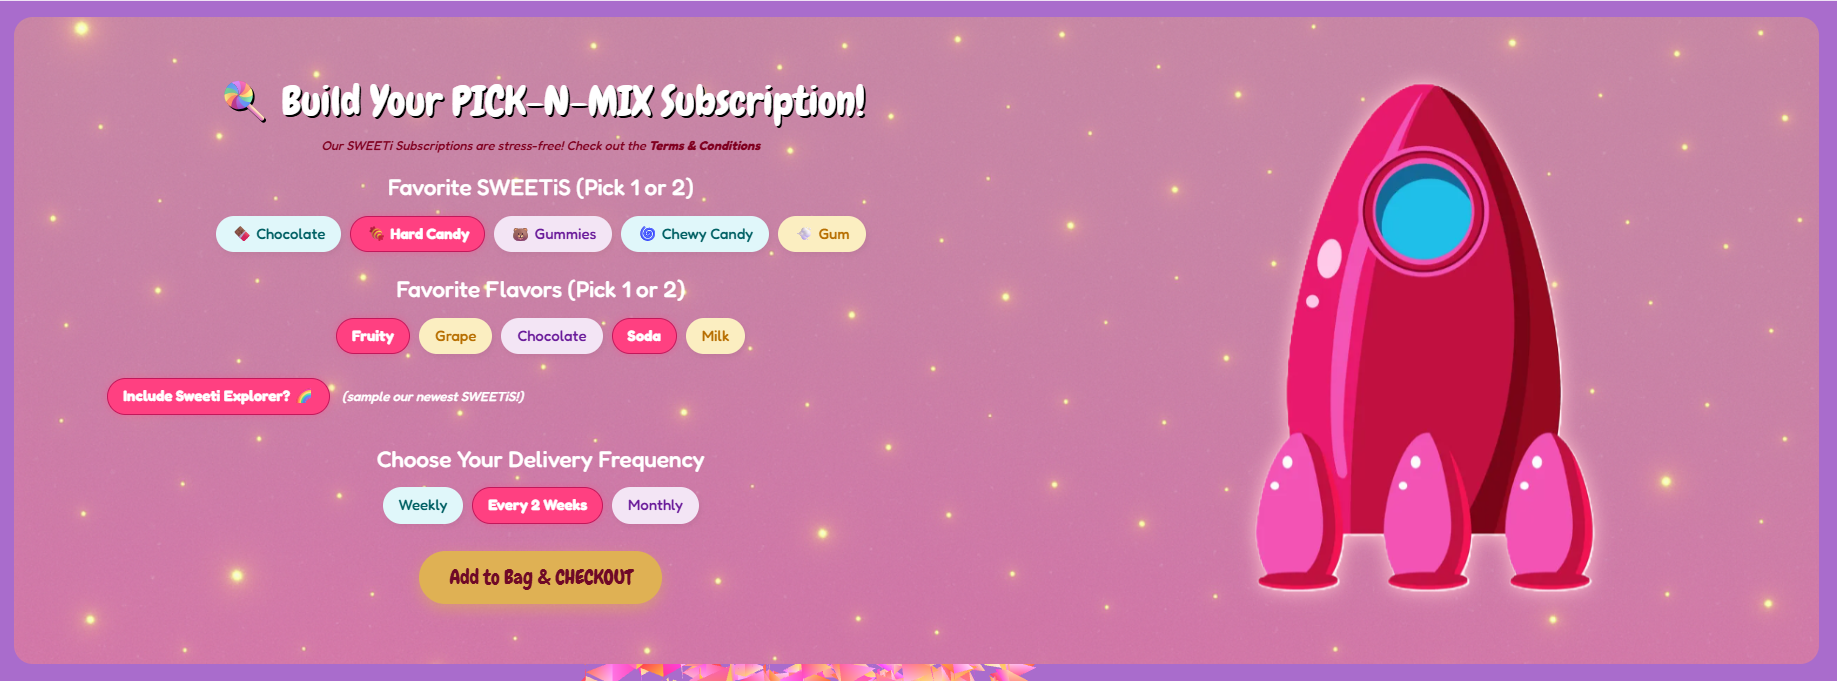 Build Your PICK-N-MIX Subscription!
Our SWEETi Subscriptions are stress-free! Check out the Terms & Conditions
Favorite SWEETiS (Pick 1 or 2)
Chocolate Hard Candy Gummies Chewy Candy Gum
Favorite Flavors (Pick 1 or 2)
Fruity Grape Chocolate Soda Milk
Include Sweeti Explorer? (sample our newest SWEETiS!)
Choose Your Delivery Frequency
Weekly Every 2 Weeks Monthly
Add to Bag & CHECKOUT